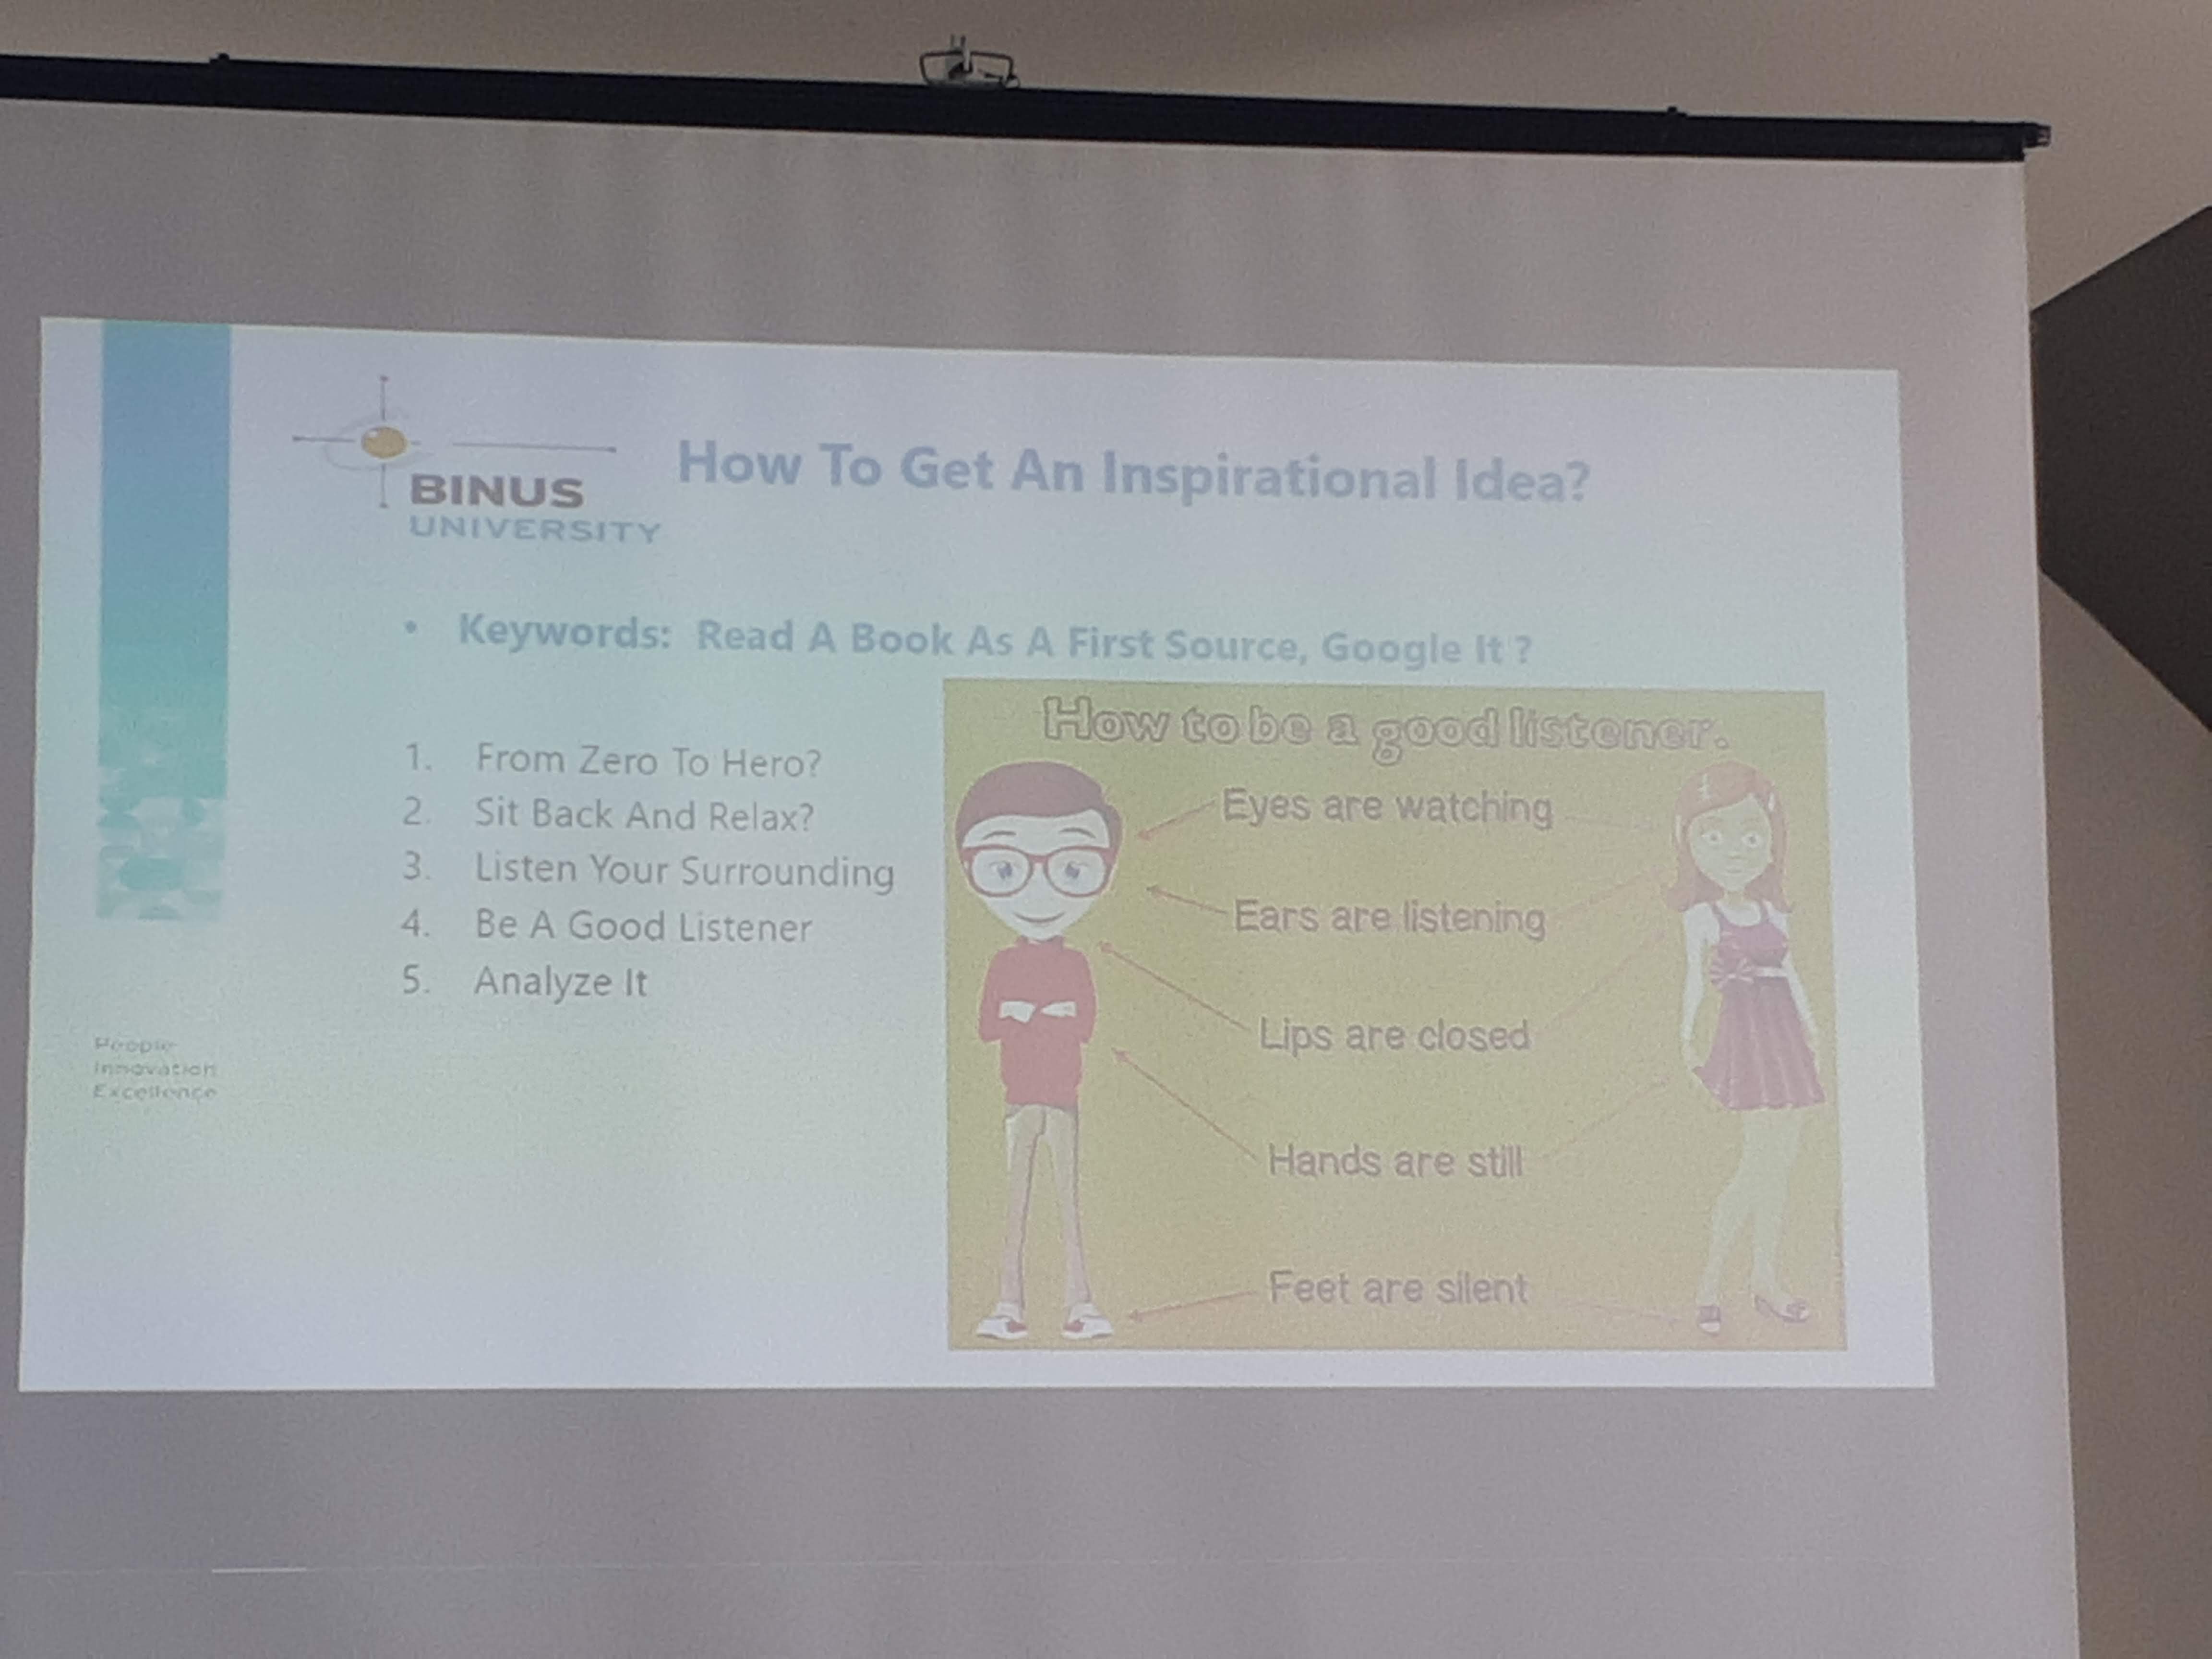 BINUS
UNIVERSITY
How To Get An Inspirational Idea?
• Keywords: Read A Book As A First Source, Google It ?
1. From Zero To Hero?
2. Sit Back And Relax?
3. Listen Your Surrounding
4. Be A Good Listener
5. Analyze It
People
Innovation
Excellence
How to be a good listener.
Eyes are watching
Ears are listening
Lips are closed
Hands are still
Feet are silent